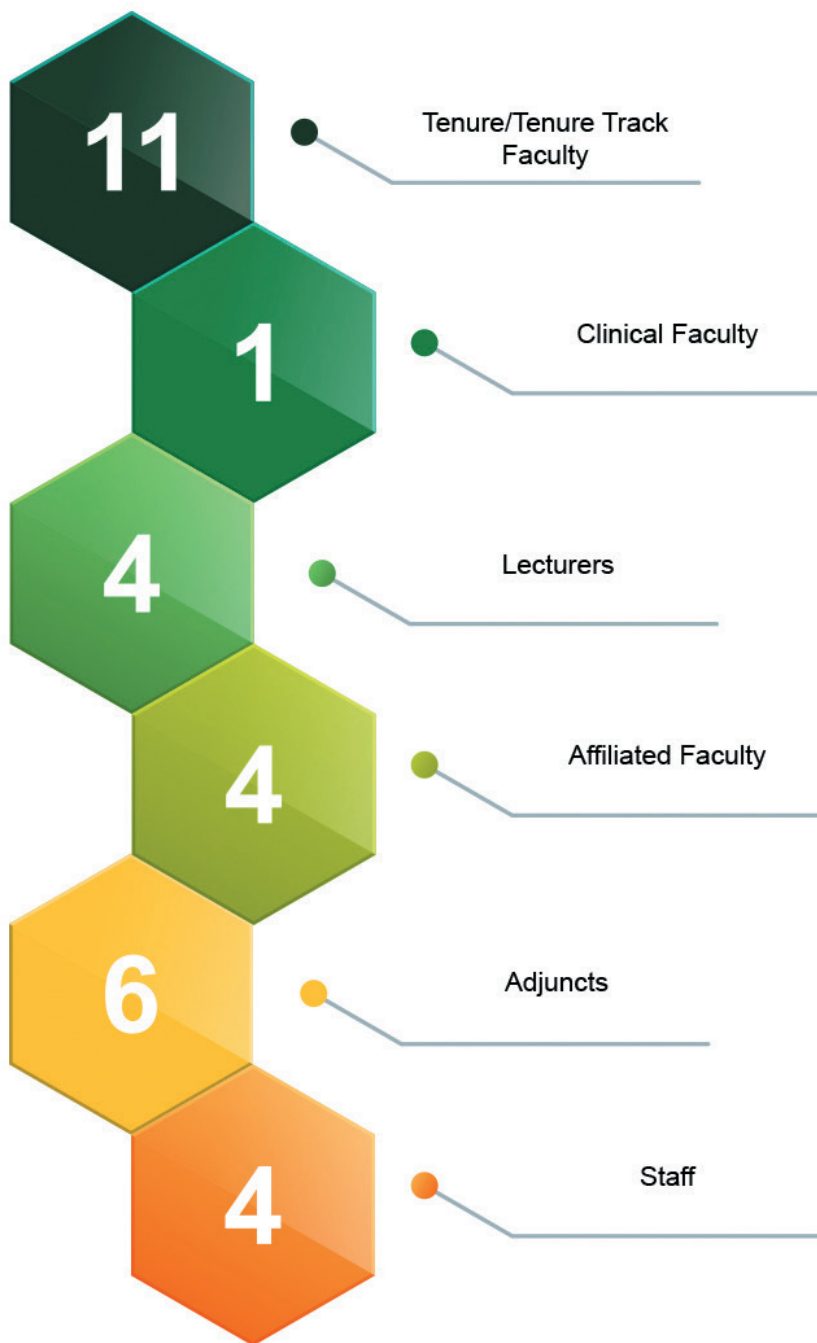 11
Tenure/Tenure Track
Faculty
1
Clinical Faculty
4
Lecturers
4
Affiliated Faculty
6
Adjuncts
4
Staff